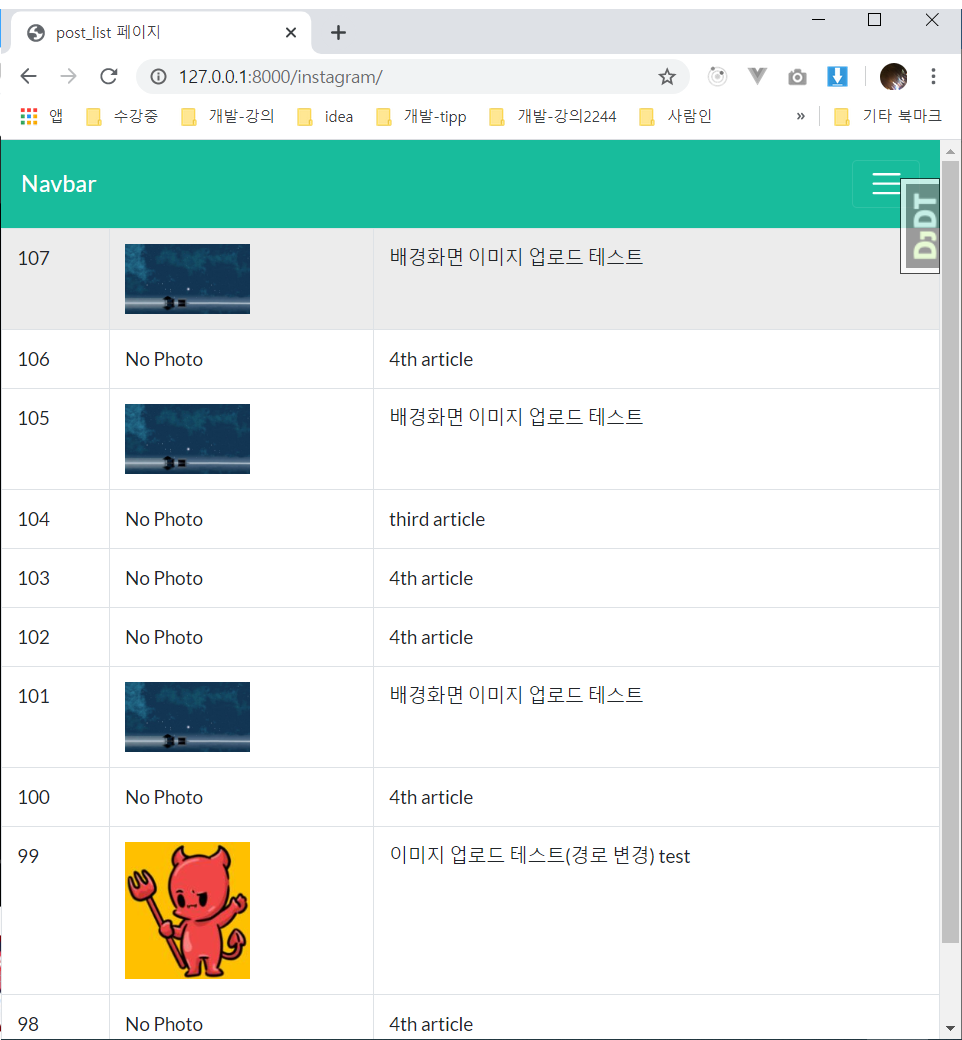 post_list 페이지
127.0.0.1:8000/instagram/
앱 수강중 개발-강의 idea 개발-tipp 개발-강의2244 사람인 » 기타 북마크
Navbar
DJDT
107 배경화면 이미지 업로드 테스트
106 No Photo 4th article
105 배경화면 이미지 업로드 테스트
104 No Photo third article
103 No Photo 4th article
102 No Photo 4th article
101 배경화면 이미지 업로드 테스트
100 No Photo 4th article
99 이미지 업로드 테스트(경로 변경) test
98 No Photo 4th article